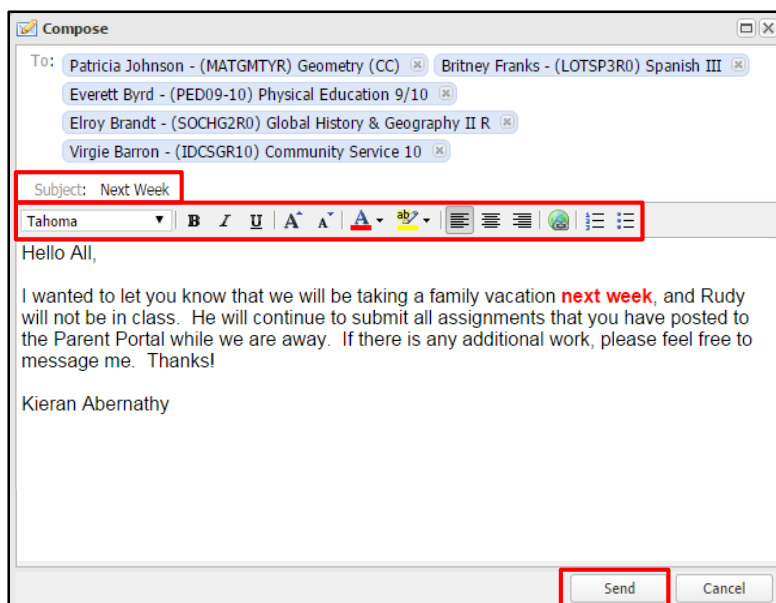 Compose
To: Patricia Johnson - (MATGMTYR) Geometry (CC) Britney Franks - (LOTSP3R0) Spanish III
Everett Byrd - (PED09-10) Physical Education 9/10
Elroy Brandt - (SOCHG2R0) Global History & Geography II R
Virgie Barron - (IDCSGR10) Community Service 10
Subject: Next Week
Tahoma B I U A A A ab
Hello All,
I wanted to let you know that we will be taking a family vacation next week, and Rudy
will not be in class.  He will continue to submit all assignments that you have posted to
the Parent Portal while we are away.  If there is any additional work, please feel free to
message me.  Thanks!
Kieran Abernathy
Send Cancel